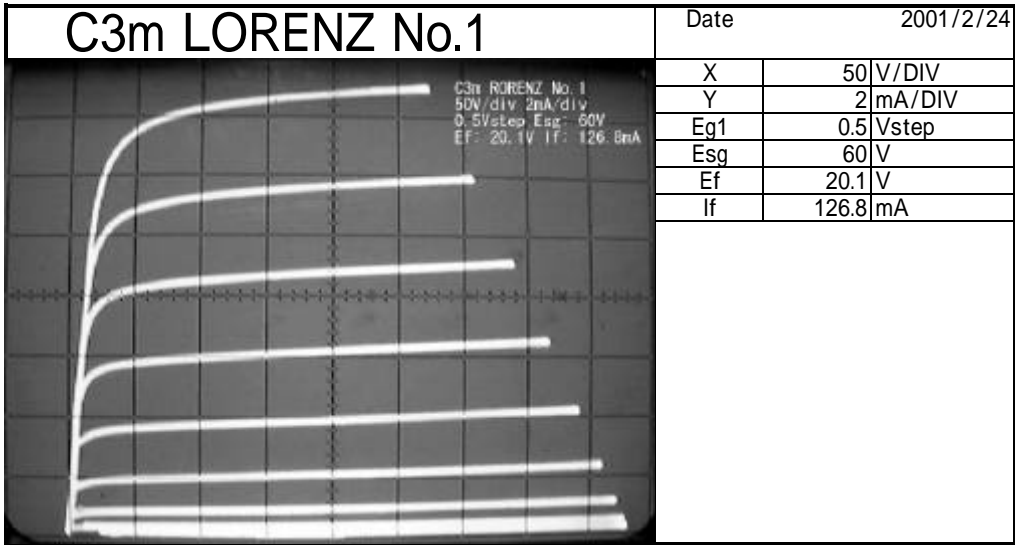 C3m LORENZ No.1
Date 2001/2/24
C3m RORENZ No.1
50V/div 2mA/div
0.5Vstep Esg: 60V
Ef: 20.1V If: 126.8mA
X 50 V/DIV
Y 2 mA/DIV
Eg1 0.5 Vstep
Esg 60 V
Ef 20.1 V
If 126.8 mA